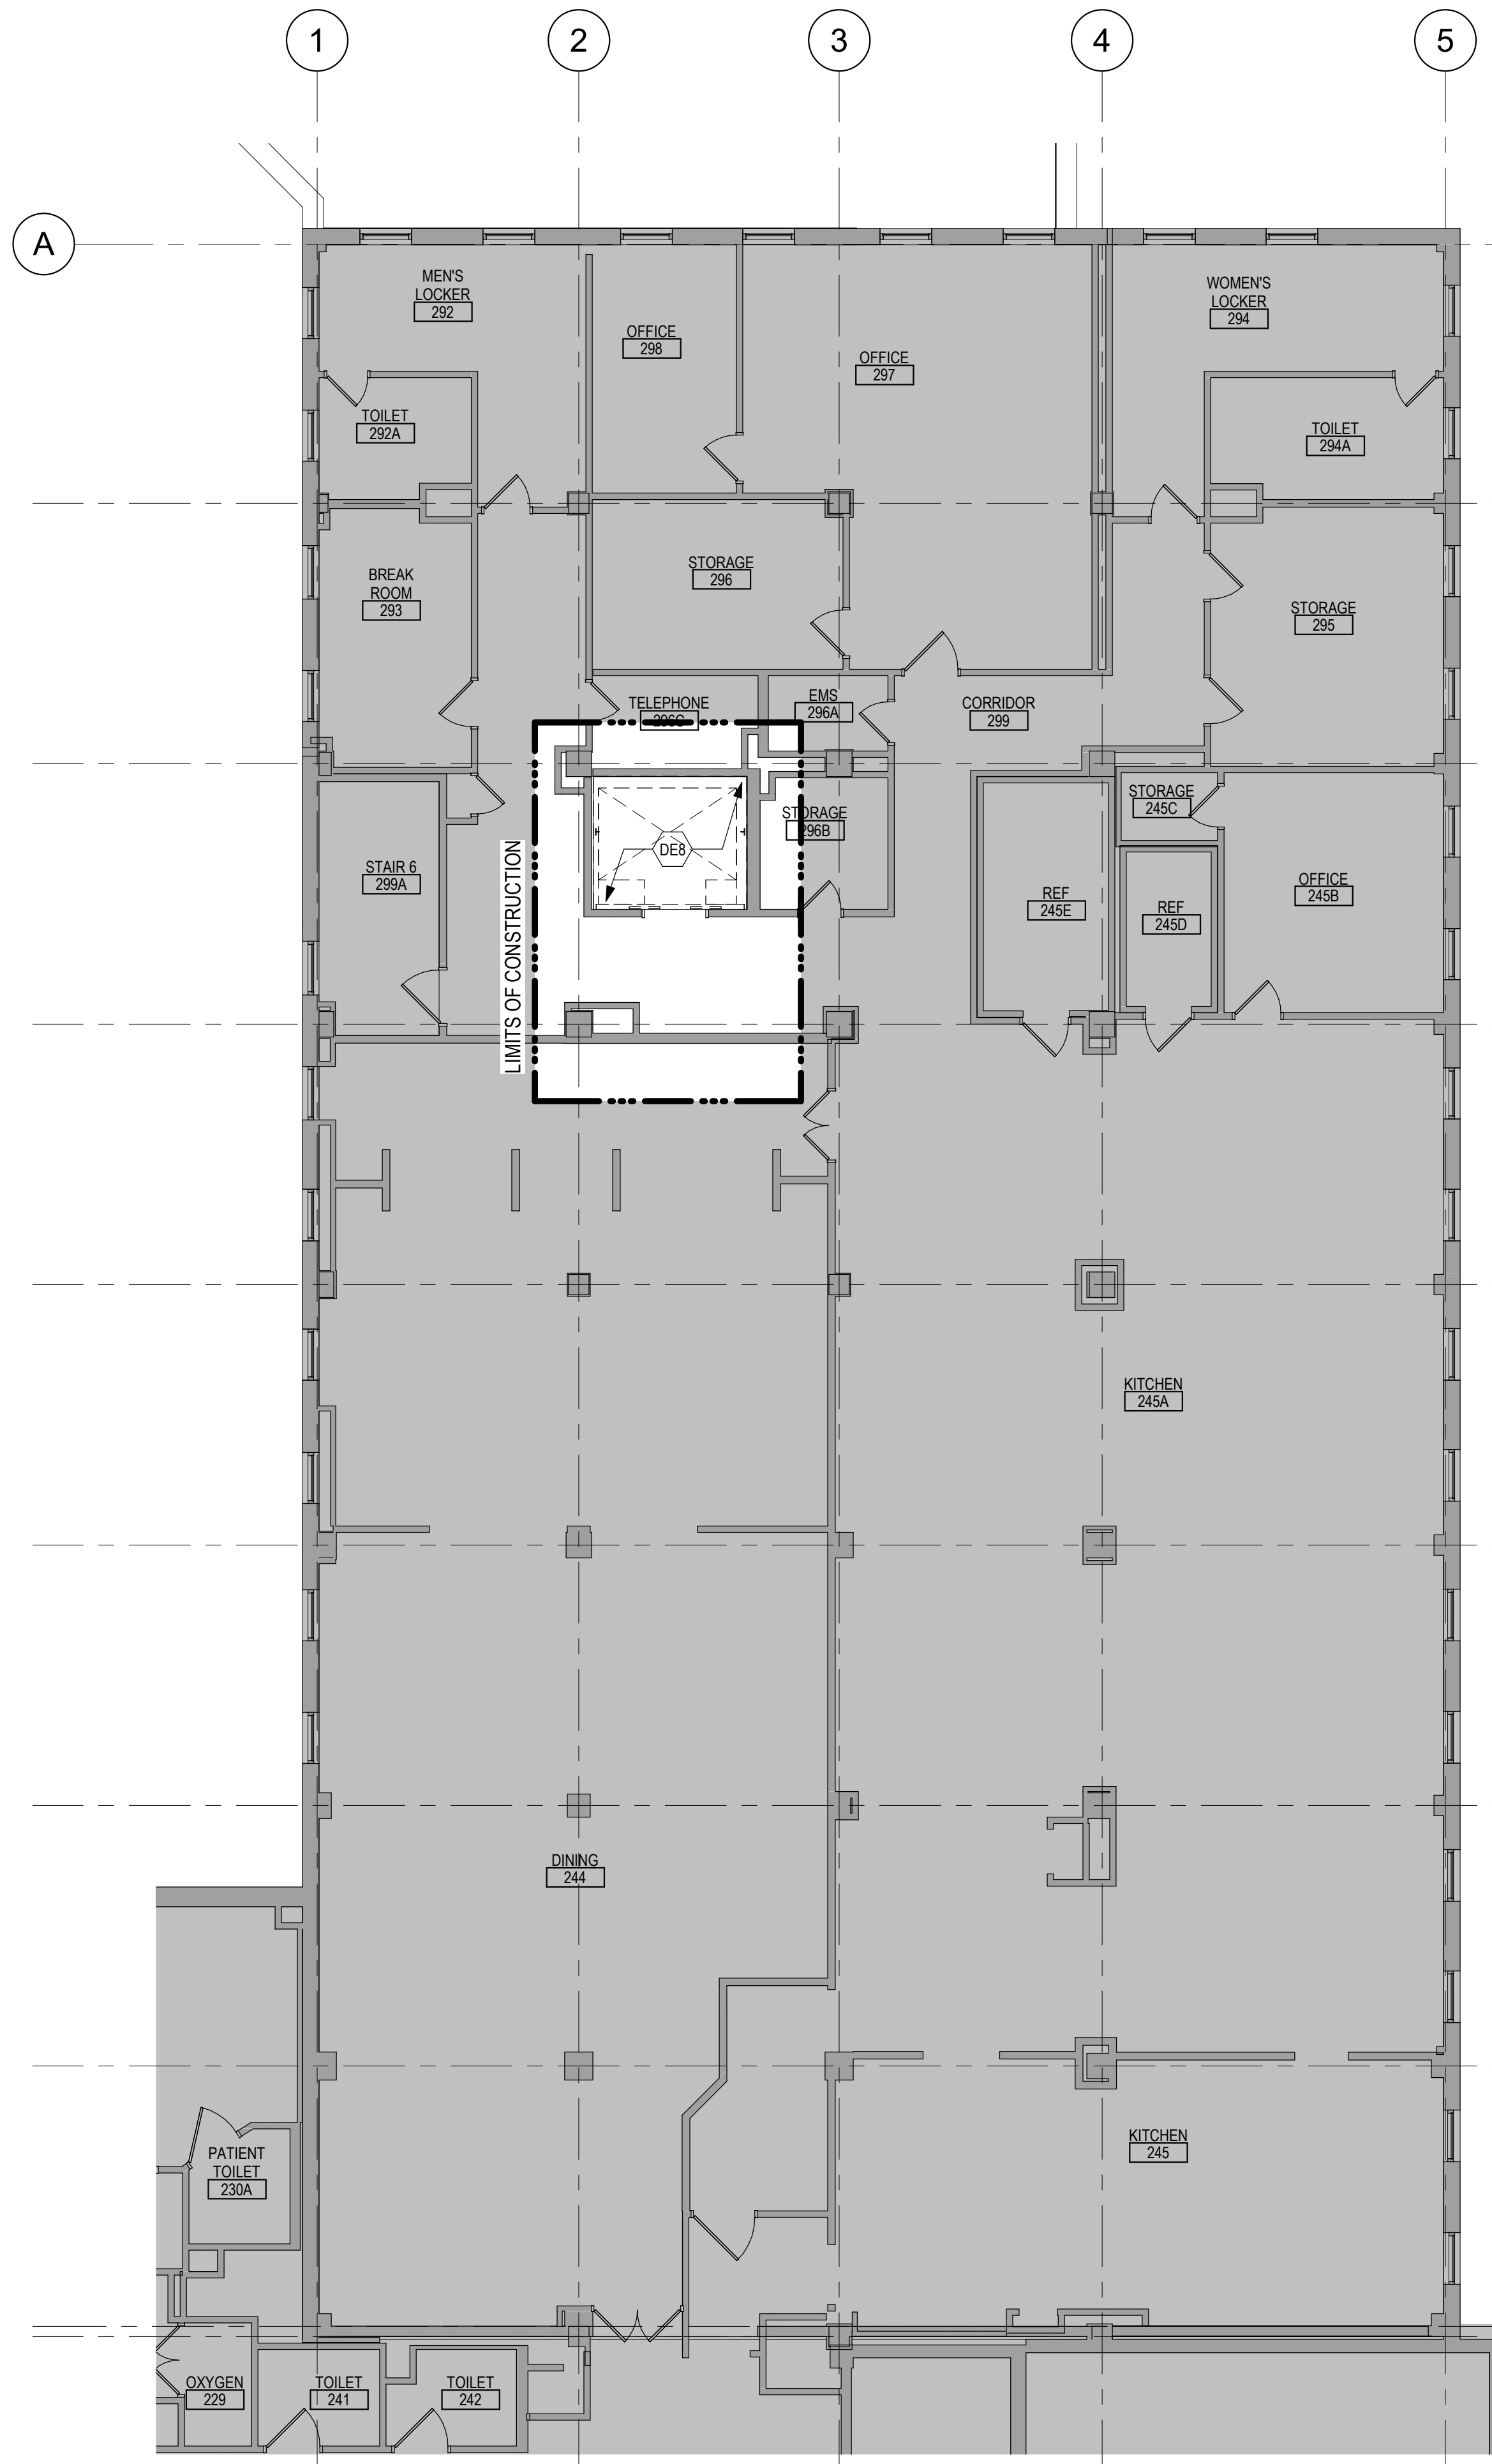 1
2
3
4
5
A
MEN'S
LOCKER
292
WOMEN'S
LOCKER
294
OFFICE
298
OFFICE
297
TOILET
292A
TOILET
294A
STORAGE
296
BREAK
ROOM
293
STORAGE
295
TELEPHONE
296C
EMS
296A
CORRIDOR
299
STORAGE
245C
STORAGE
296B
DE8
LIMITS OF CONSTRUCTION
STAIR 6
299A
REF
245E
REF
245D
OFFICE
245B
KITCHEN
245A
DINING
244
KITCHEN
245
PATIENT
TOILET
230A
OXYGEN
229
TOILET
241
TOILET
242